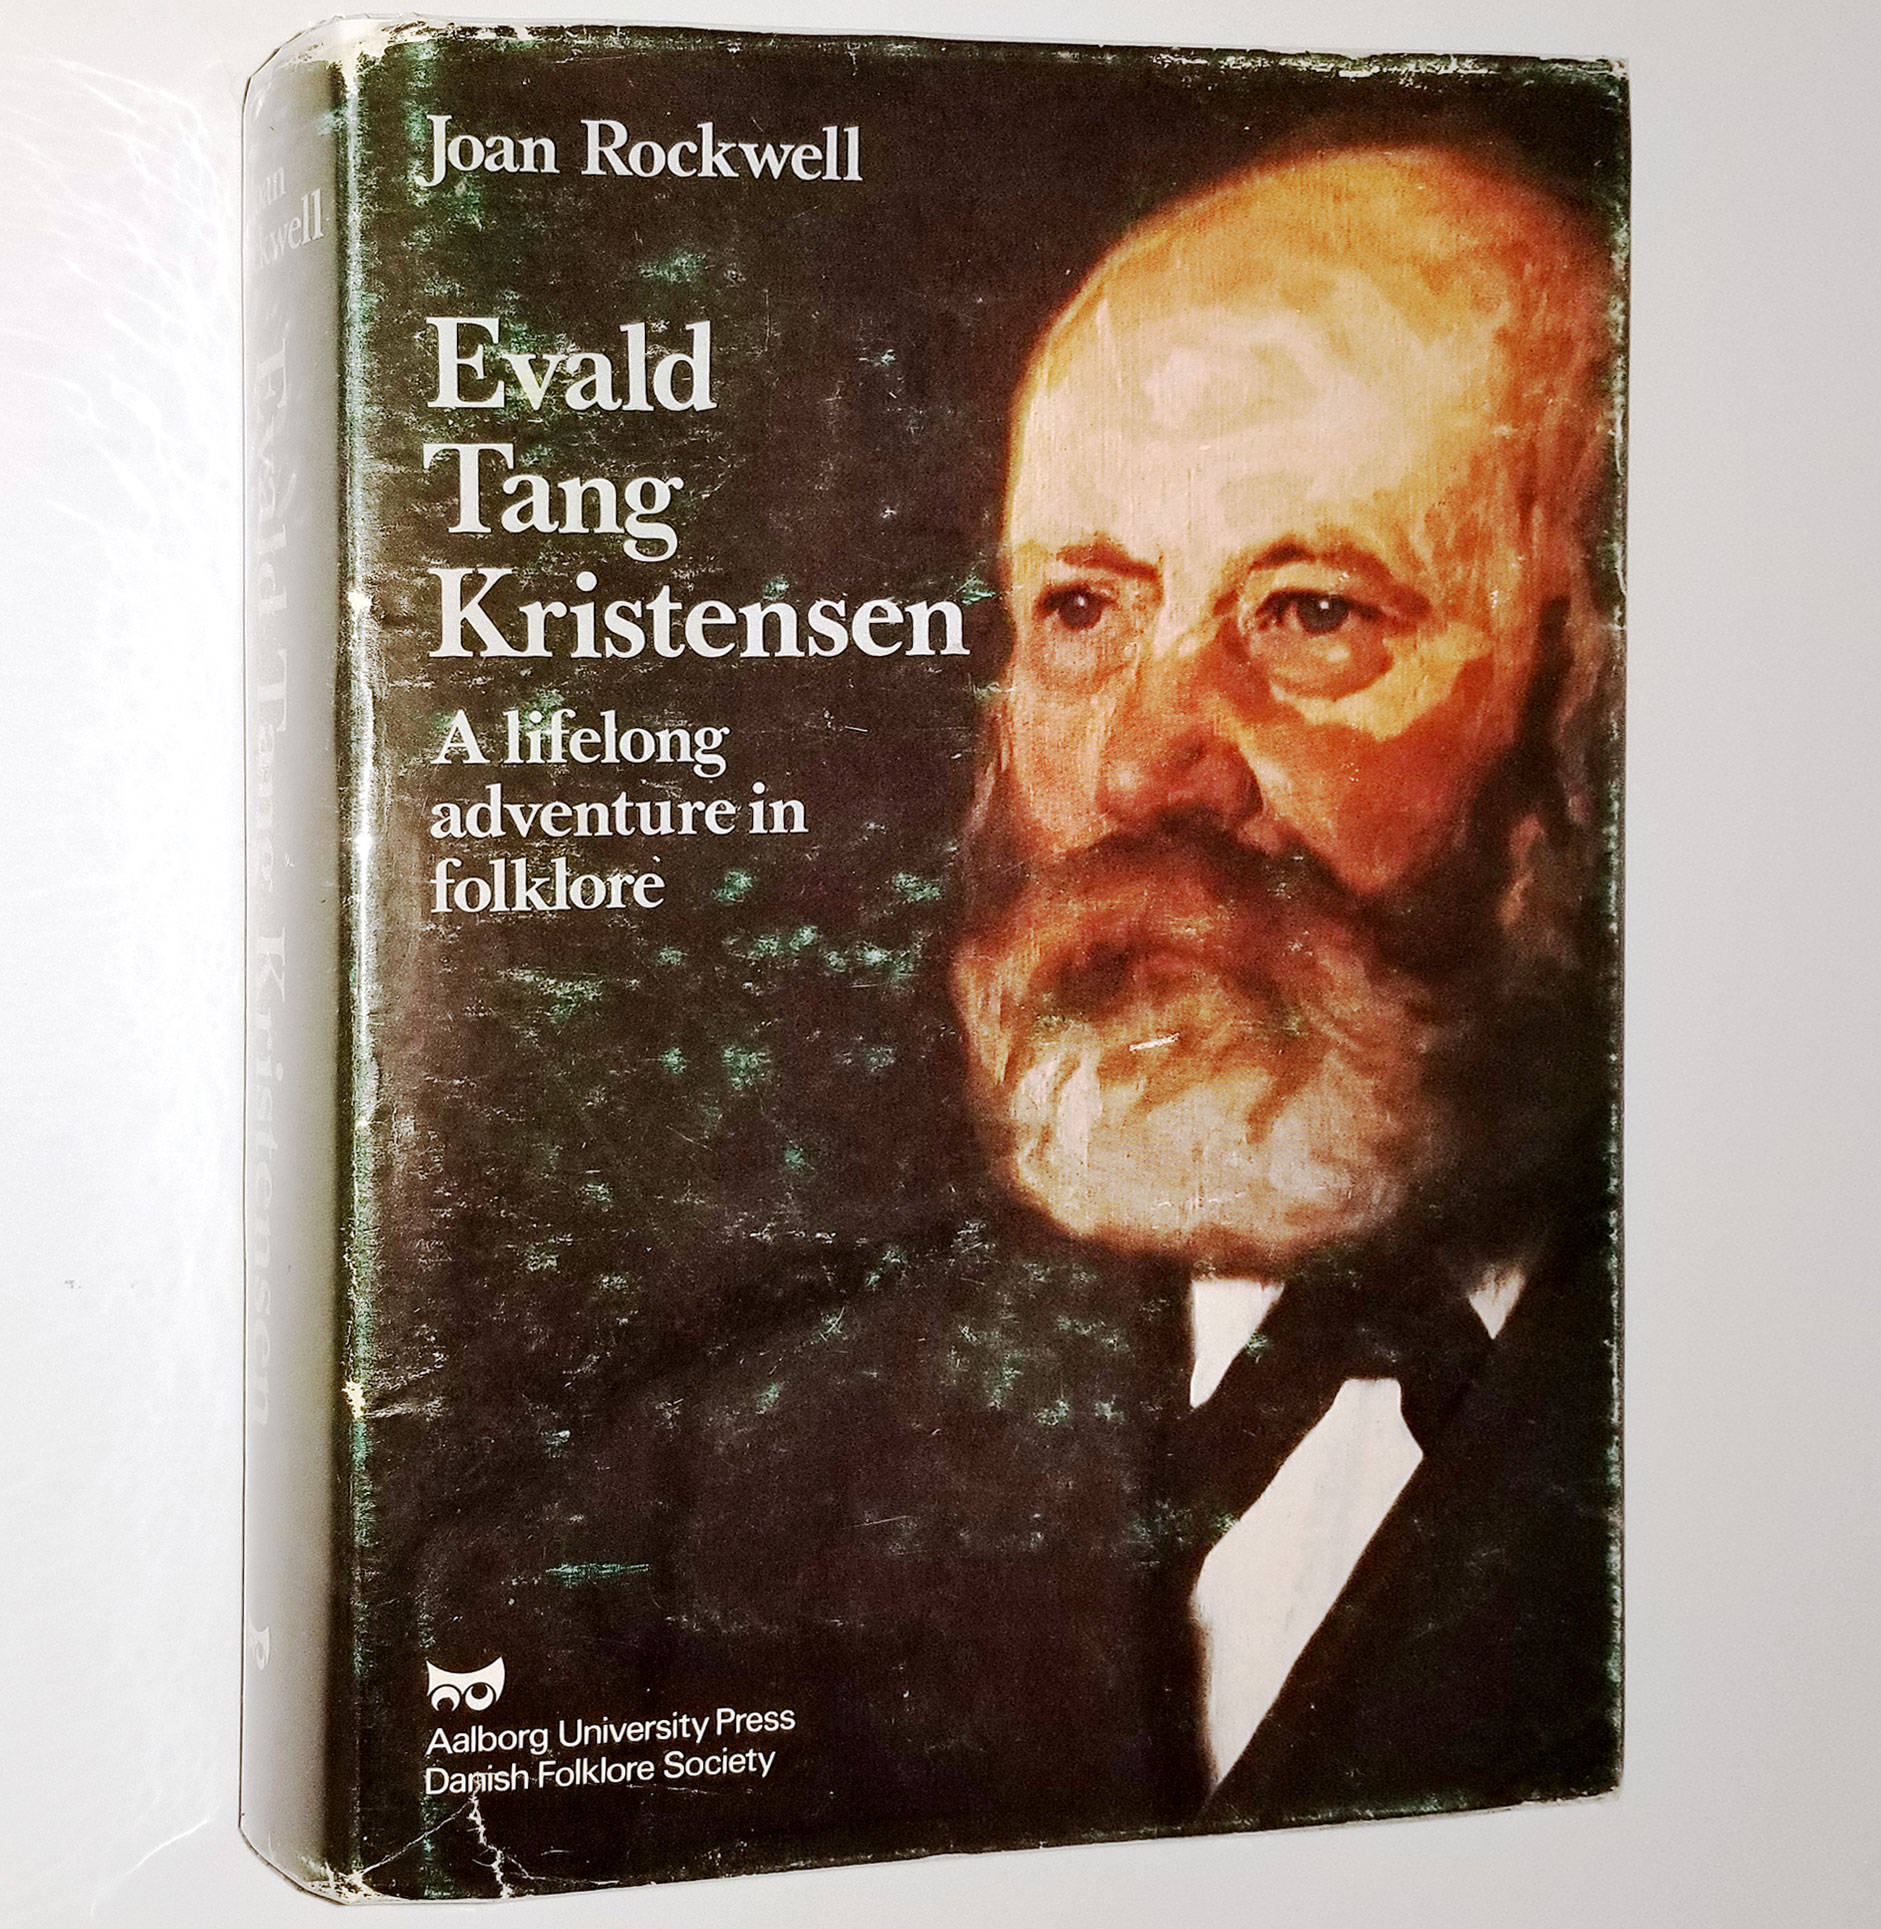 Joan Rockwell
Evald
Tang
Kristensen
A lifelong
adventure in
folklore
Aalborg University Press
Danish Folklore Society
Evald Tang Kristensen